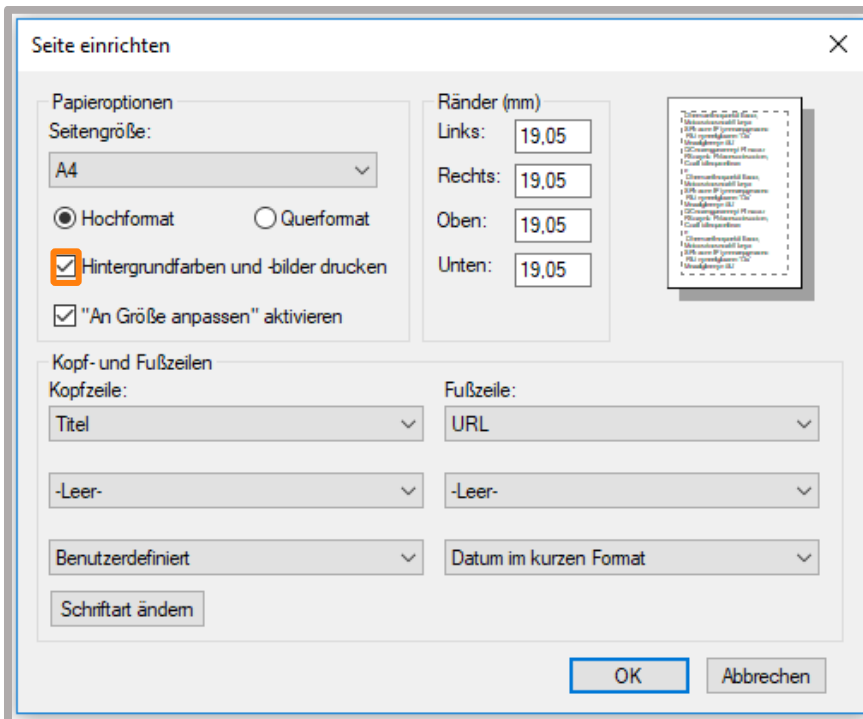 Seite einrichten
Papieroptionen
Seitengröße:
A4
Hochformat
Querformat
Hintergrundfarben und -bilder drucken
"An Größe anpassen" aktivieren
Ränder (mm)
Links: 19,05
Rechts: 19,05
Oben: 19,05
Unten: 19,05
Kopf- und Fußzeilen
Kopfzeile:
Titel
-Leer-
Benutzerdefiniert
Schriftart ändern
Fußzeile:
URL
-Leer-
Datum im kurzen Format
OK
Abbrechen